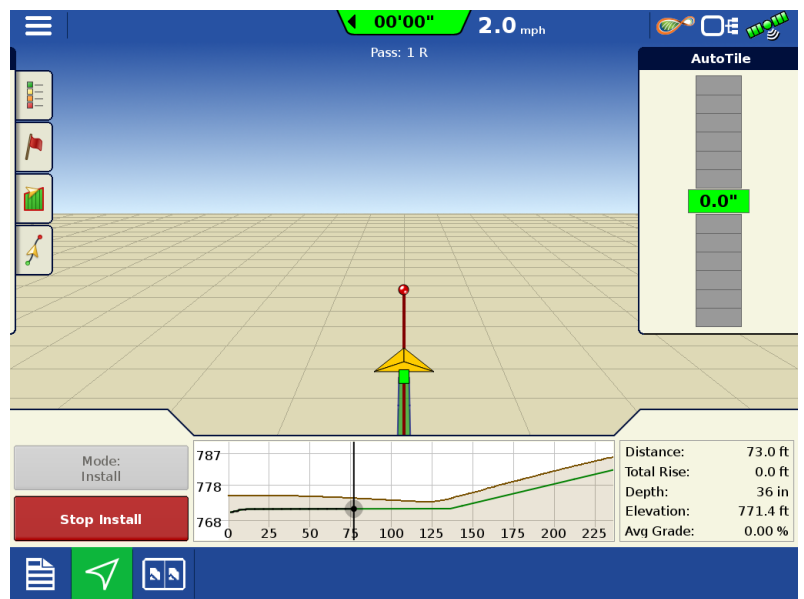 00'00"
2.0 mph
Pass: 1 R
AutoTile
0.0"
Mode:
Install
Stop Install
787
778
768
0 25 50 75 100 125 150 175 200 225
Distance: 73.0 ft
Total Rise: 0.0 ft
Depth: 36 in
Elevation: 771.4 ft
Avg Grade: 0.00 %